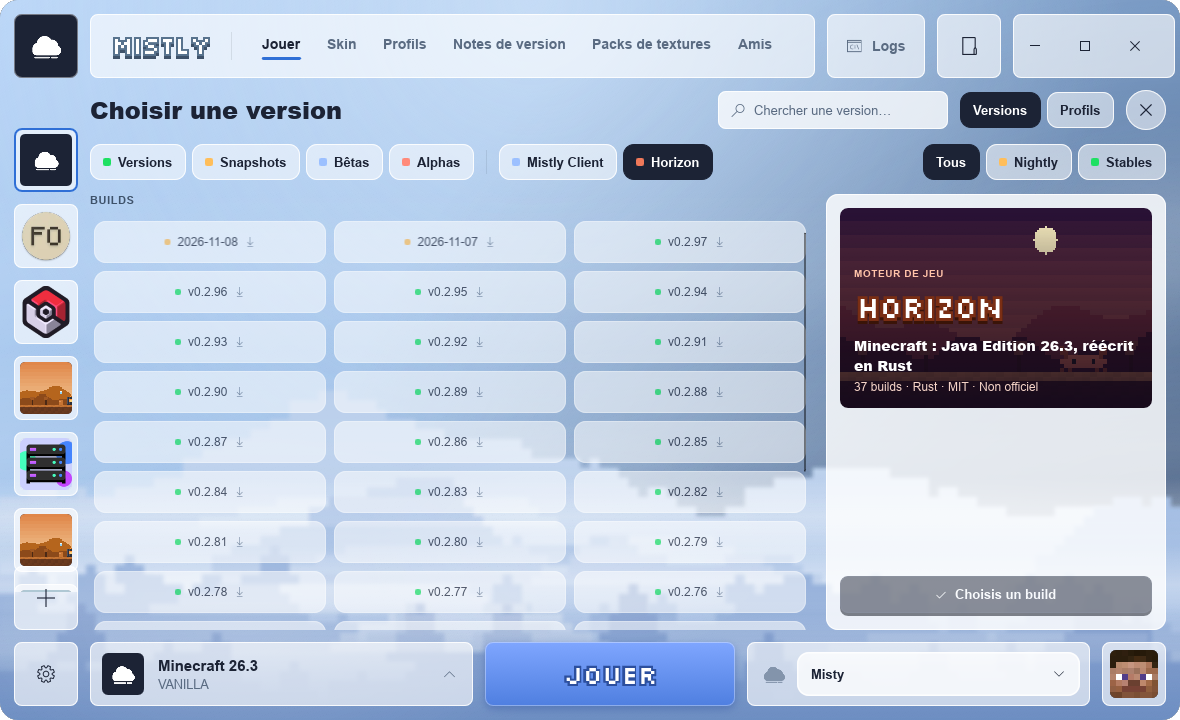 MISTLY
Jouer
Skin
Profils
Notes de version
Packs de textures
Amis
Logs
Choisir une version
Chercher une version…
Versions
Profils
Versions
Snapshots
Bêtas
Alphas
Mistly Client
Horizon
Tous
Nightly
Stables
BUILDS
2026-11-08
2026-11-07
v0.2.97
v0.2.96
v0.2.95
v0.2.94
v0.2.93
v0.2.92
v0.2.91
v0.2.90
v0.2.89
v0.2.88
v0.2.87
v0.2.86
v0.2.85
v0.2.84
v0.2.83
v0.2.82
v0.2.81
v0.2.80
v0.2.79
v0.2.78
v0.2.77
v0.2.76
FO
MOTEUR DE JEU
HORIZON
Minecraft : Java Edition 26.3, réécrit
en Rust
37 builds · Rust · MIT · Non officiel
Choisis un build
Minecraft 26.3
VANILLA
JOUER
Misty